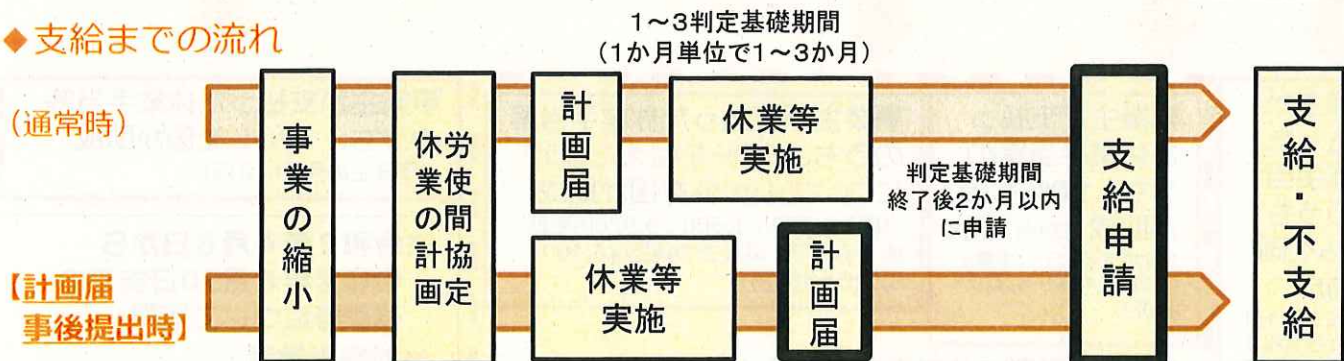 ◆支給までの流れ
1～3判定基礎期間
(1か月単位で1～3か月)
(通常時)
事業の縮小
労使間協定
休業の計画
計画届
休業等
実施
判定基礎期間
終了後2か月以内
に申請
支給申請
支給・不支給
【計画届
事後提出時】
休業等
実施
計画届